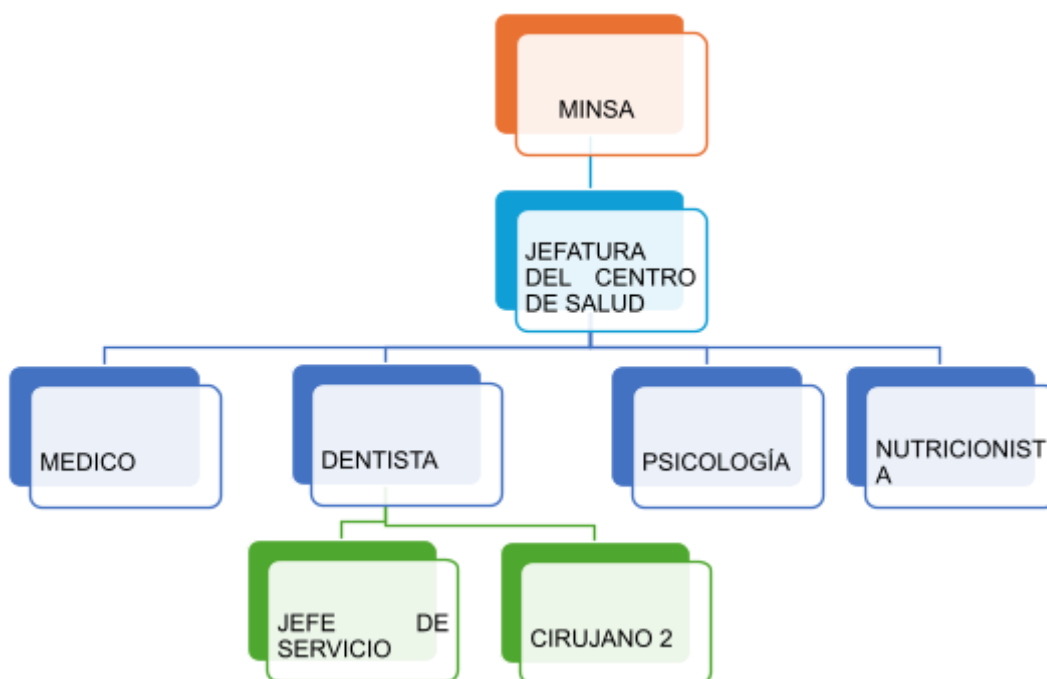 MINSA
JEFATURA
DEL CENTRO
DE SALUD
MEDICO
DENTISTA
PSICOLOGÍA
NUTRICIONIST
A
JEFE DE
SERVICIO
CIRUJANO 2